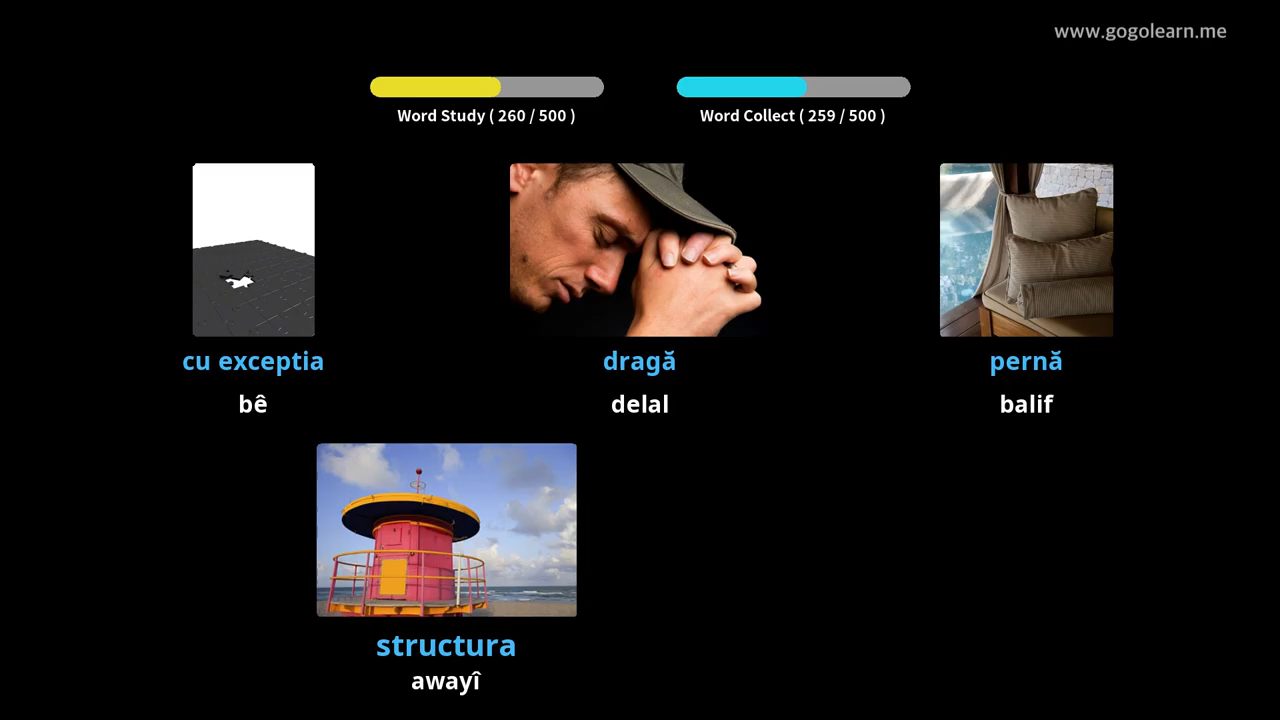 www.gogolearn.me
Word Study ( 260 / 500 )
Word Collect ( 259 / 500 )
cu exceptia
bê
dragă
delal
pernă
balif
structura
awayî